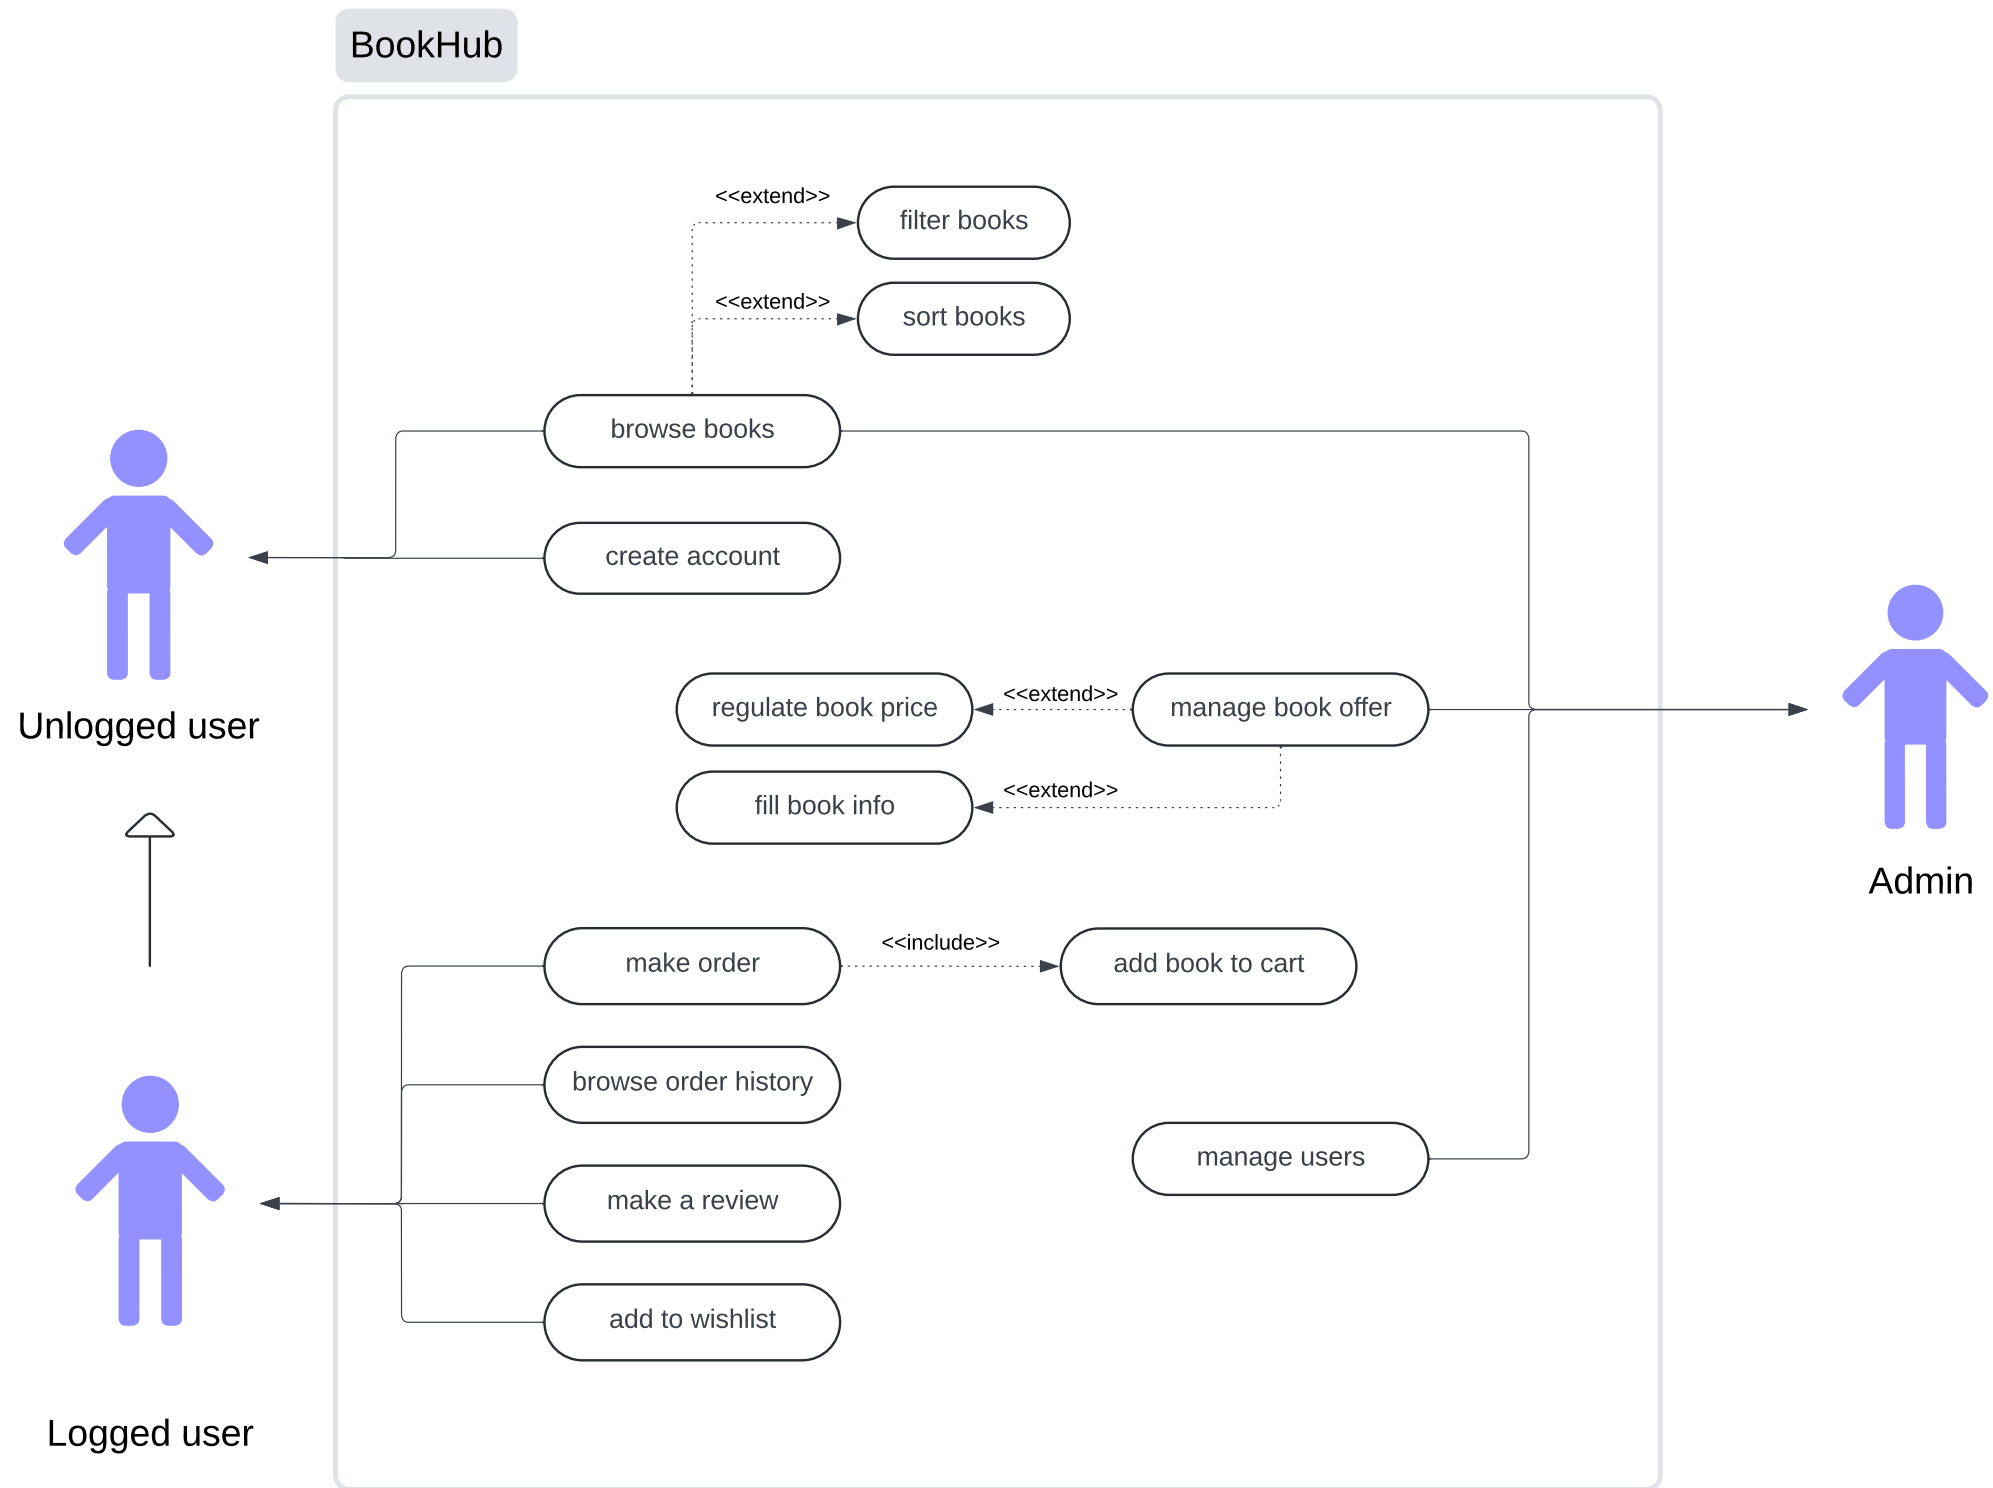 BookHub
<<extend>>
filter books
<<extend>>
sort books
browse books
create account
Unlogged user
regulate book price
<<extend>>
manage book offer
fill book info
<<extend>>
Admin
make order
<<include>>
add book to cart
browse order history
manage users
make a review
add to wishlist
Logged user